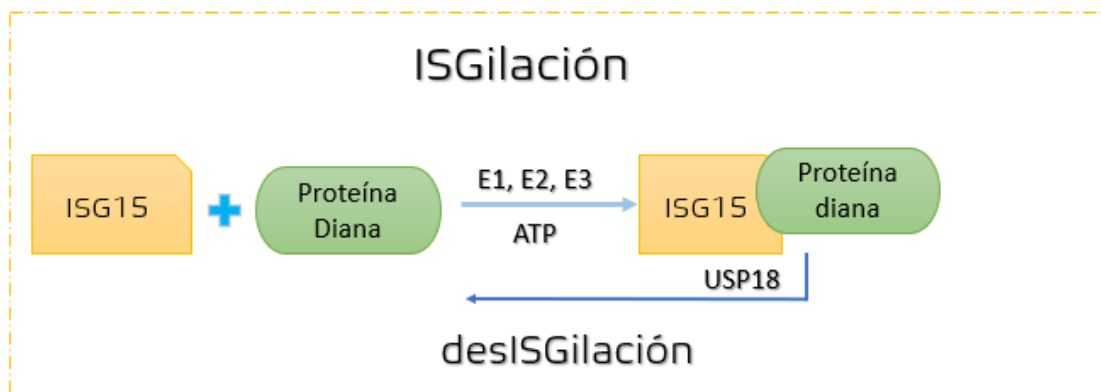 ISGilación
ISG15
Proteína
Diana
E1, E2, E3
ATP
ISG15
Proteína
diana
USP18
desISGilación